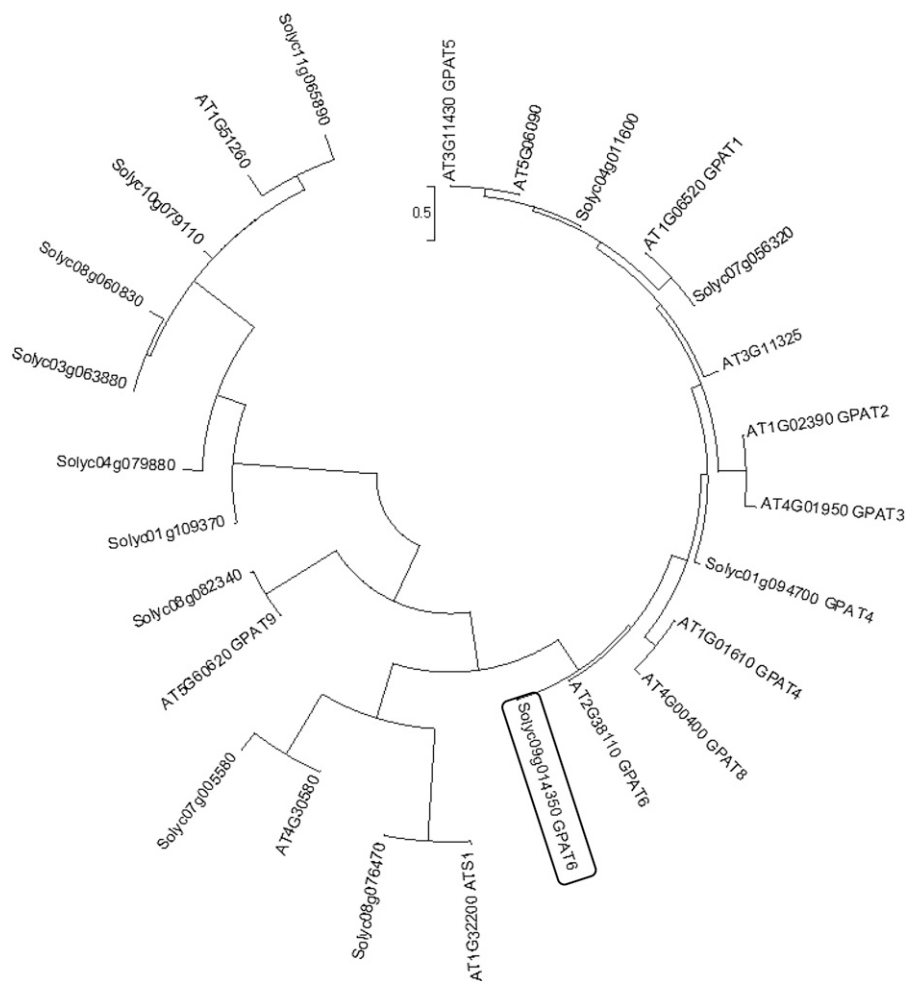 AT3G11430 GPAT5
AT5G06090
Solyc04g011600
AT1G06520 GPAT1
Solyc07g056320
AT3G11325
AT1G02390 GPAT2
AT4G01950 GPAT3
Solyc01g094700 GPAT4
AT1G01610 GPAT4
AT4G00400 GPAT8
AT2G38110 GPAT6
Solyc09g014350 GPAT6
AT1G32200 ATS1
Solyc08g076470
AT4G30580
Solyc07g005580
AT5G60620 GPAT9
Solyc08g082340
Solyc01g109370
Solyc04g079880
Solyc03g063880
Solyc08g060830
Solyc10g079110
AT1G51260
Solyc11g065890
0.5